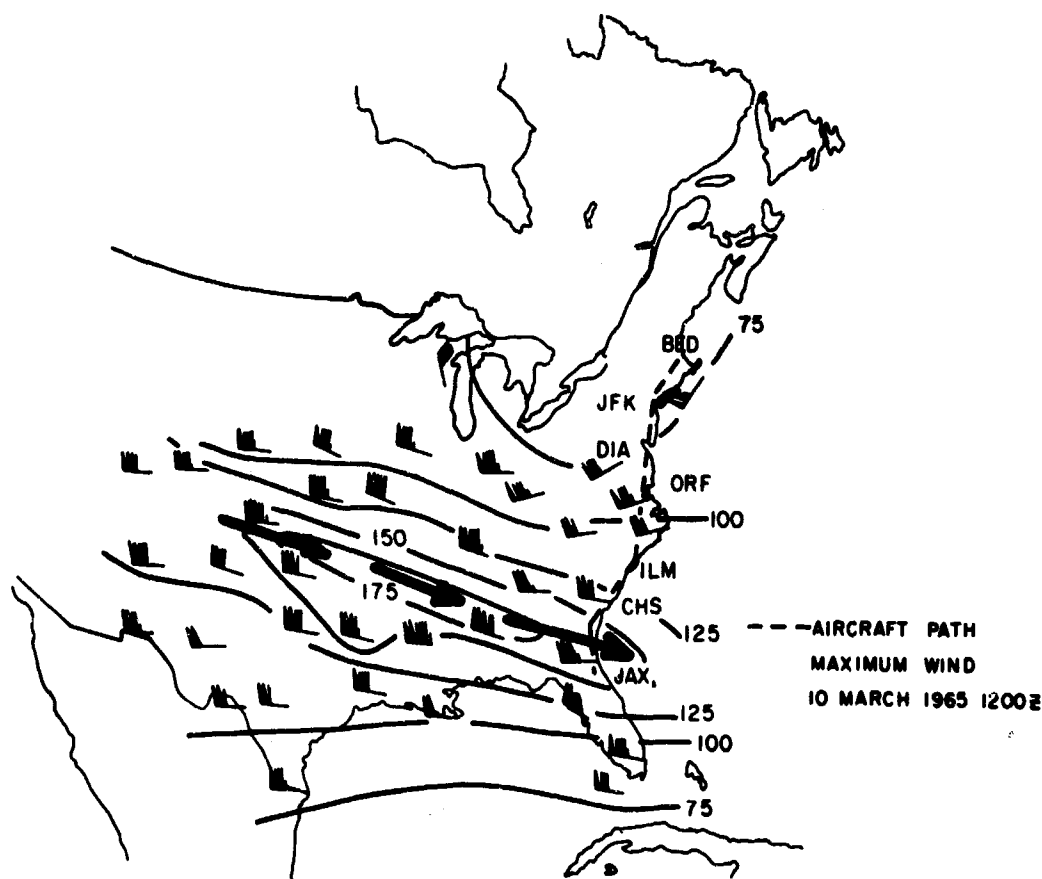 75
BED
JFK
DIA
ORF
100
150
ILM
175
CHS
125
--- AIRCRAFT PATH
MAXIMUM WIND
JAX
10 MARCH 1965 1200Z
125
100
75